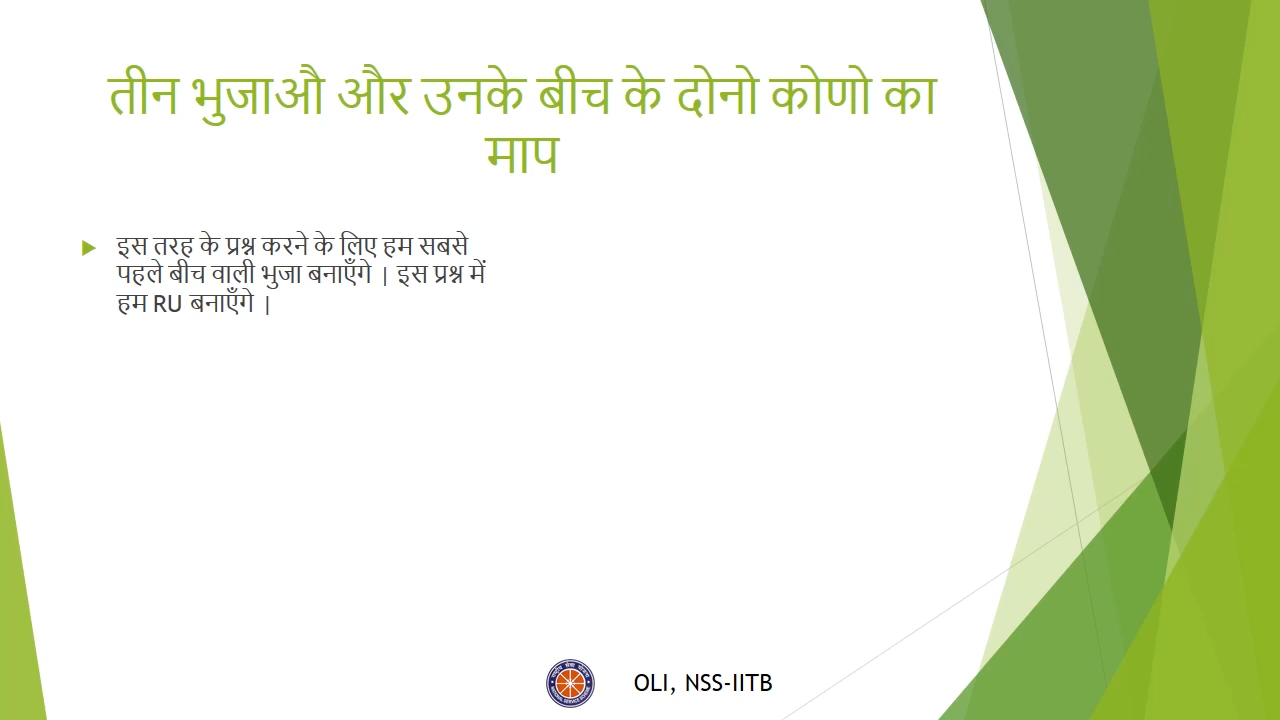 तीन भुजाऔ और उनके बीच के दोनो कोणो का
माप
इस तरह के प्रश्न करने के लिए हम सबसे
पहले बीच वाली भुजा बनाएँगे | इस प्रश्न में
हम RU बनाएँगे |
OLI, NSS-IITB